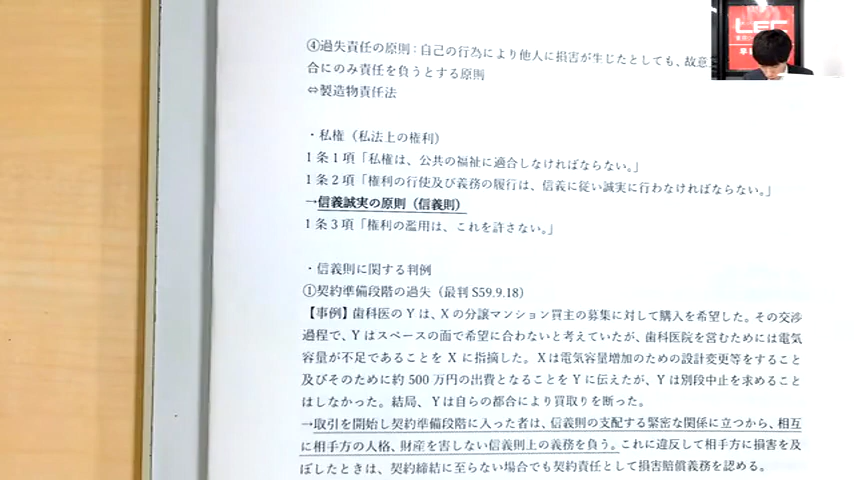 ④過失責任の原則：自己の行為により他人に損害が生じたとしても、故意
合にのみ責任を負うとする原則
⇔製造物責任法
・私権（私法上の権利）
1条1項「私権は、公共の福祉に適合しなければならない。」
1条2項「権利の行使及び義務の履行は、信義に従い誠実に行わなければならない。」
→信義誠実の原則（信義則）
1条3項「権利の濫用は、これを許さない。」
・信義則に関する判例
①契約準備段階の過失（最判 S59.9.18）
【事例】歯科医のYは、Xの分譲マンション買主の募集に対して購入を希望した。その交渉
過程で、Yはスペースの面で希望に合わないと考えていたが、歯科医院を営むためには電気
容量が不足であることを X に指摘した。Xは電気容量増加のための設計変更等をすること
及びそのために約 500 万円の出費となることを Y に伝えたが、Y は別段中止を求めること
はしなかった。結局、Yは自らの都合により買取りを断った。
→取引を開始し契約準備段階に入った者は、信義則の支配する緊密な関係に立つから、相互
に相手方の人格、財産を害しない信義則上の義務を負う。これに違反して相手方に損害を及
ぼしたときは、契約締結に至らない場合でも契約責任として損害賠償義務を認める。
LEC